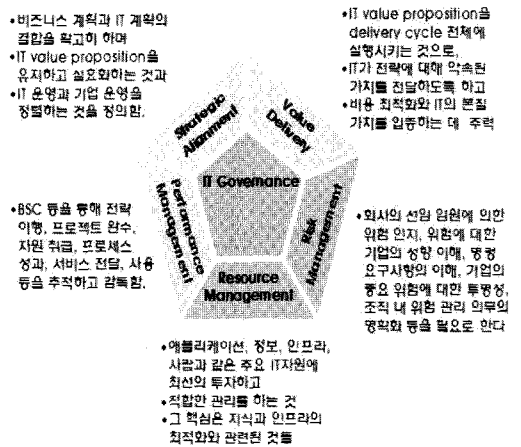 •비즈니스 계획과 IT 계획의
결합을 확고히 하며
•IT value proposition을
유지하고 실효화하는 것과
•IT 운영과 기업 운영을
정렬하는 것을 정의함.
•IT value proposition을
delivery cycle 전체에
실행시키는 것으로,
•IT가 전략에 대해 약속된
가치를 전달하도록 하고
•비용 최적화와 IT의 본질
가치를 입증하는 데 주력
Strategic
Alignment
Value
Delivery
IT Governance
Performance
Management
Risk
Management
Resource
Management
•BSC 등을 통해 전략
이행, 프로젝트 완수,
자원 취급, 프로세스
성과, 서비스 전달, 사용
등을 추적하고 감독함.
•회사의 선임 임원에 의한
위험 인지, 위험에 대한
기업의 성향 이해,
요구사항의 이해, 기업의
중요 위험에 대한 투명성,
조직 내 위험 관리 의무의
명확화 등을 필요로 한다
•애플리케이션, 정보, 인프라,
사람과 같은 주요 IT자원에
최선의 투자하고
•적합한 관리를 하는 것
•그 핵심은 지식과 인프라의
최적화와 관련된 것들